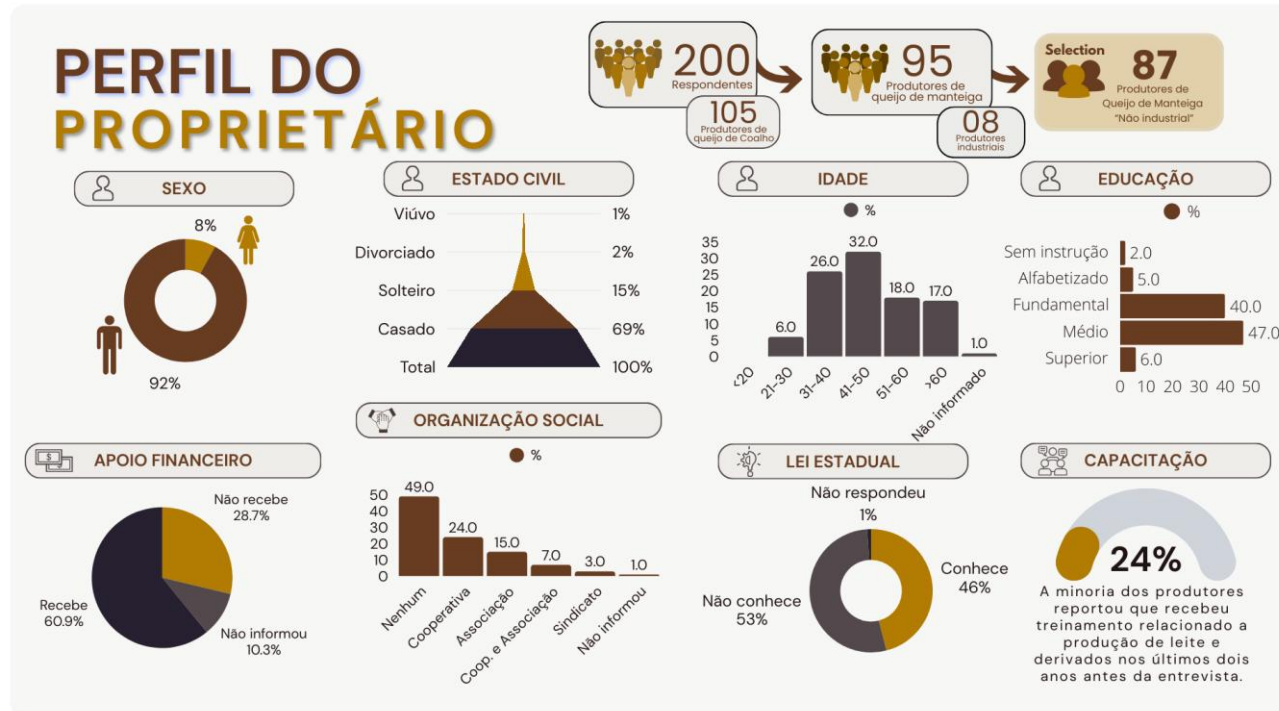 PERFIL DO
PROPRIETÁRIO
200
Respondentes
105
Produtores de
queijo de Coalho
95
Produtores de
queijo de manteiga
08
Produtores
industriais
Selection
87
Produtores de
Queijo de Manteiga
"Não industrial"
SEXO
8%
92%
ESTADO CIVIL
Viúvo 1%
Divorciado 2%
Solteiro 15%
Casado 69%
Total 100%
IDADE
%
35
30
25
20
15
10
5
0
6.0
26.0
32.0
18.0
17.0
1.0
<20
21-30
31-40
41-50
51-60
>60
Não informado
EDUCAÇÃO
%
Sem instrução 2.0
Alfabetizado 5.0
Fundamental 40.0
Médio 47.0
Superior 6.0
0 10 20 30 40 50
APOIO FINANCEIRO
Não recebe
28.7%
Recebe
60.9%
Não informou
10.3%
ORGANIZAÇÃO SOCIAL
%
50
40
30
20
10
0
49.0
24.0
15.0
7.0
3.0
1.0
Nenhum
Cooperativa
Associação
Coop. e Associação
Sindicato
Não informou
LEI ESTADUAL
Não respondeu
1%
Conhece
46%
Não conhece
53%
CAPACITAÇÃO
24%
A minoria dos produtores
reportou que recebeu
treinamento relacionado a
produção de leite e
derivados nos últimos dois
anos antes da entrevista.